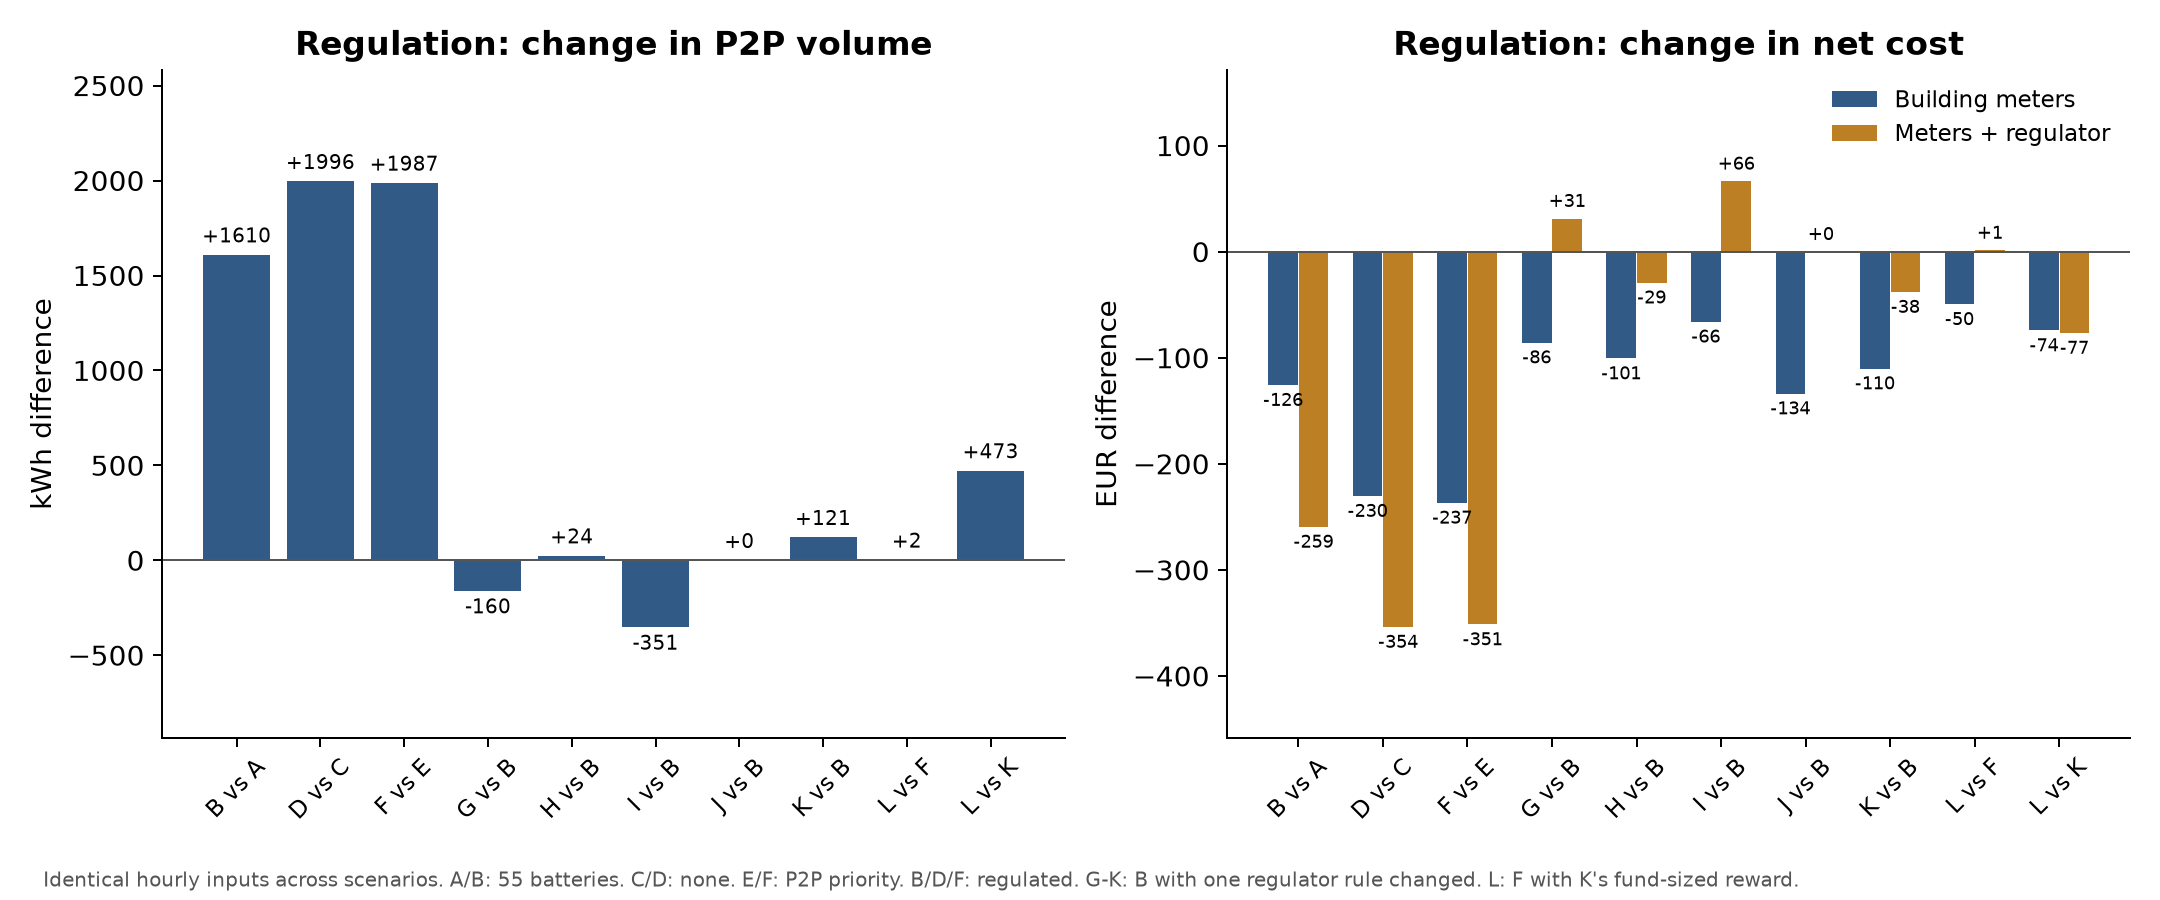 Regulation: change in P2P volume
kWh difference
2500
2000
1500
1000
500
0
−500
+1610
+1996
+1987
-160
+24
-351
+0
+121
+2
+473
B vs A
D vs C
F vs E
G vs B
H vs B
I vs B
J vs B
K vs B
L vs F
L vs K
Regulation: change in net cost
Building meters
Meters + regulator
EUR difference
100
0
−100
−200
−300
−400
-126
-259
-230
-354
-237
-351
-86
+31
-101
-29
-66
+66
-134
+0
-110
-38
-50
+1
-74
-77
B vs A
D vs C
F vs E
G vs B
H vs B
I vs B
J vs B
K vs B
L vs F
L vs K
Identical hourly inputs across scenarios. A/B: 55 batteries. C/D: none. E/F: P2P priority. B/D/F: regulated. G-K: B with one regulator rule changed. L: F with K's fund-sized reward.